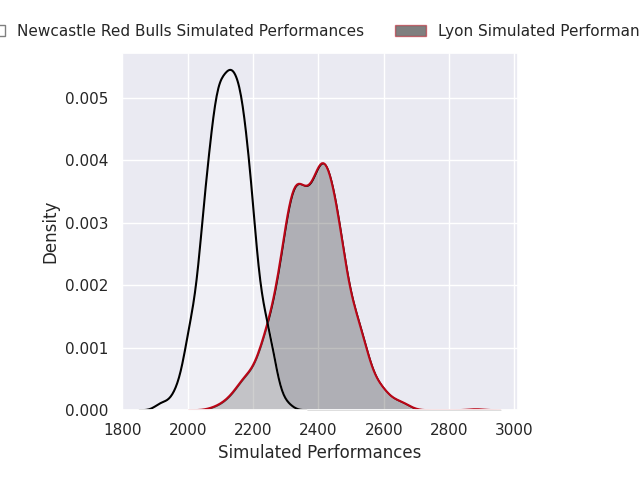 Newcastle Red Bulls Simulated Performances
Lyon Simulated
Density
0.005
0.004
0.003
0.002
0.001
0.000
1800 2000 2200 2400 2600 2800 3000
Simulated Performances